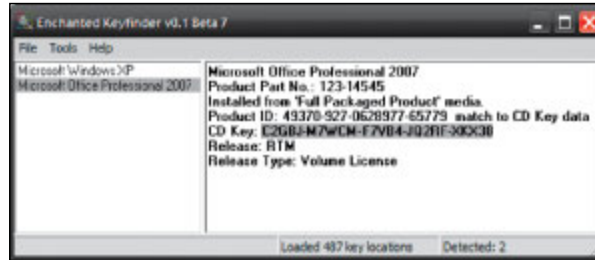 Enchanted Keyfinder v0.1 Beta 7
File Tools Help
Microsoft Windows XP
Microsoft Office Professional 2007
Microsoft Office Professional 2007
Product Part No.: 123-14545
Installed from 'Full Packaged Product' media.
Product ID: 49370-927-0628977-65779 match to CD Key data
CD Key:
Release: RTM
Release Type: Volume License
Loaded 487 key locations
Detected: 2